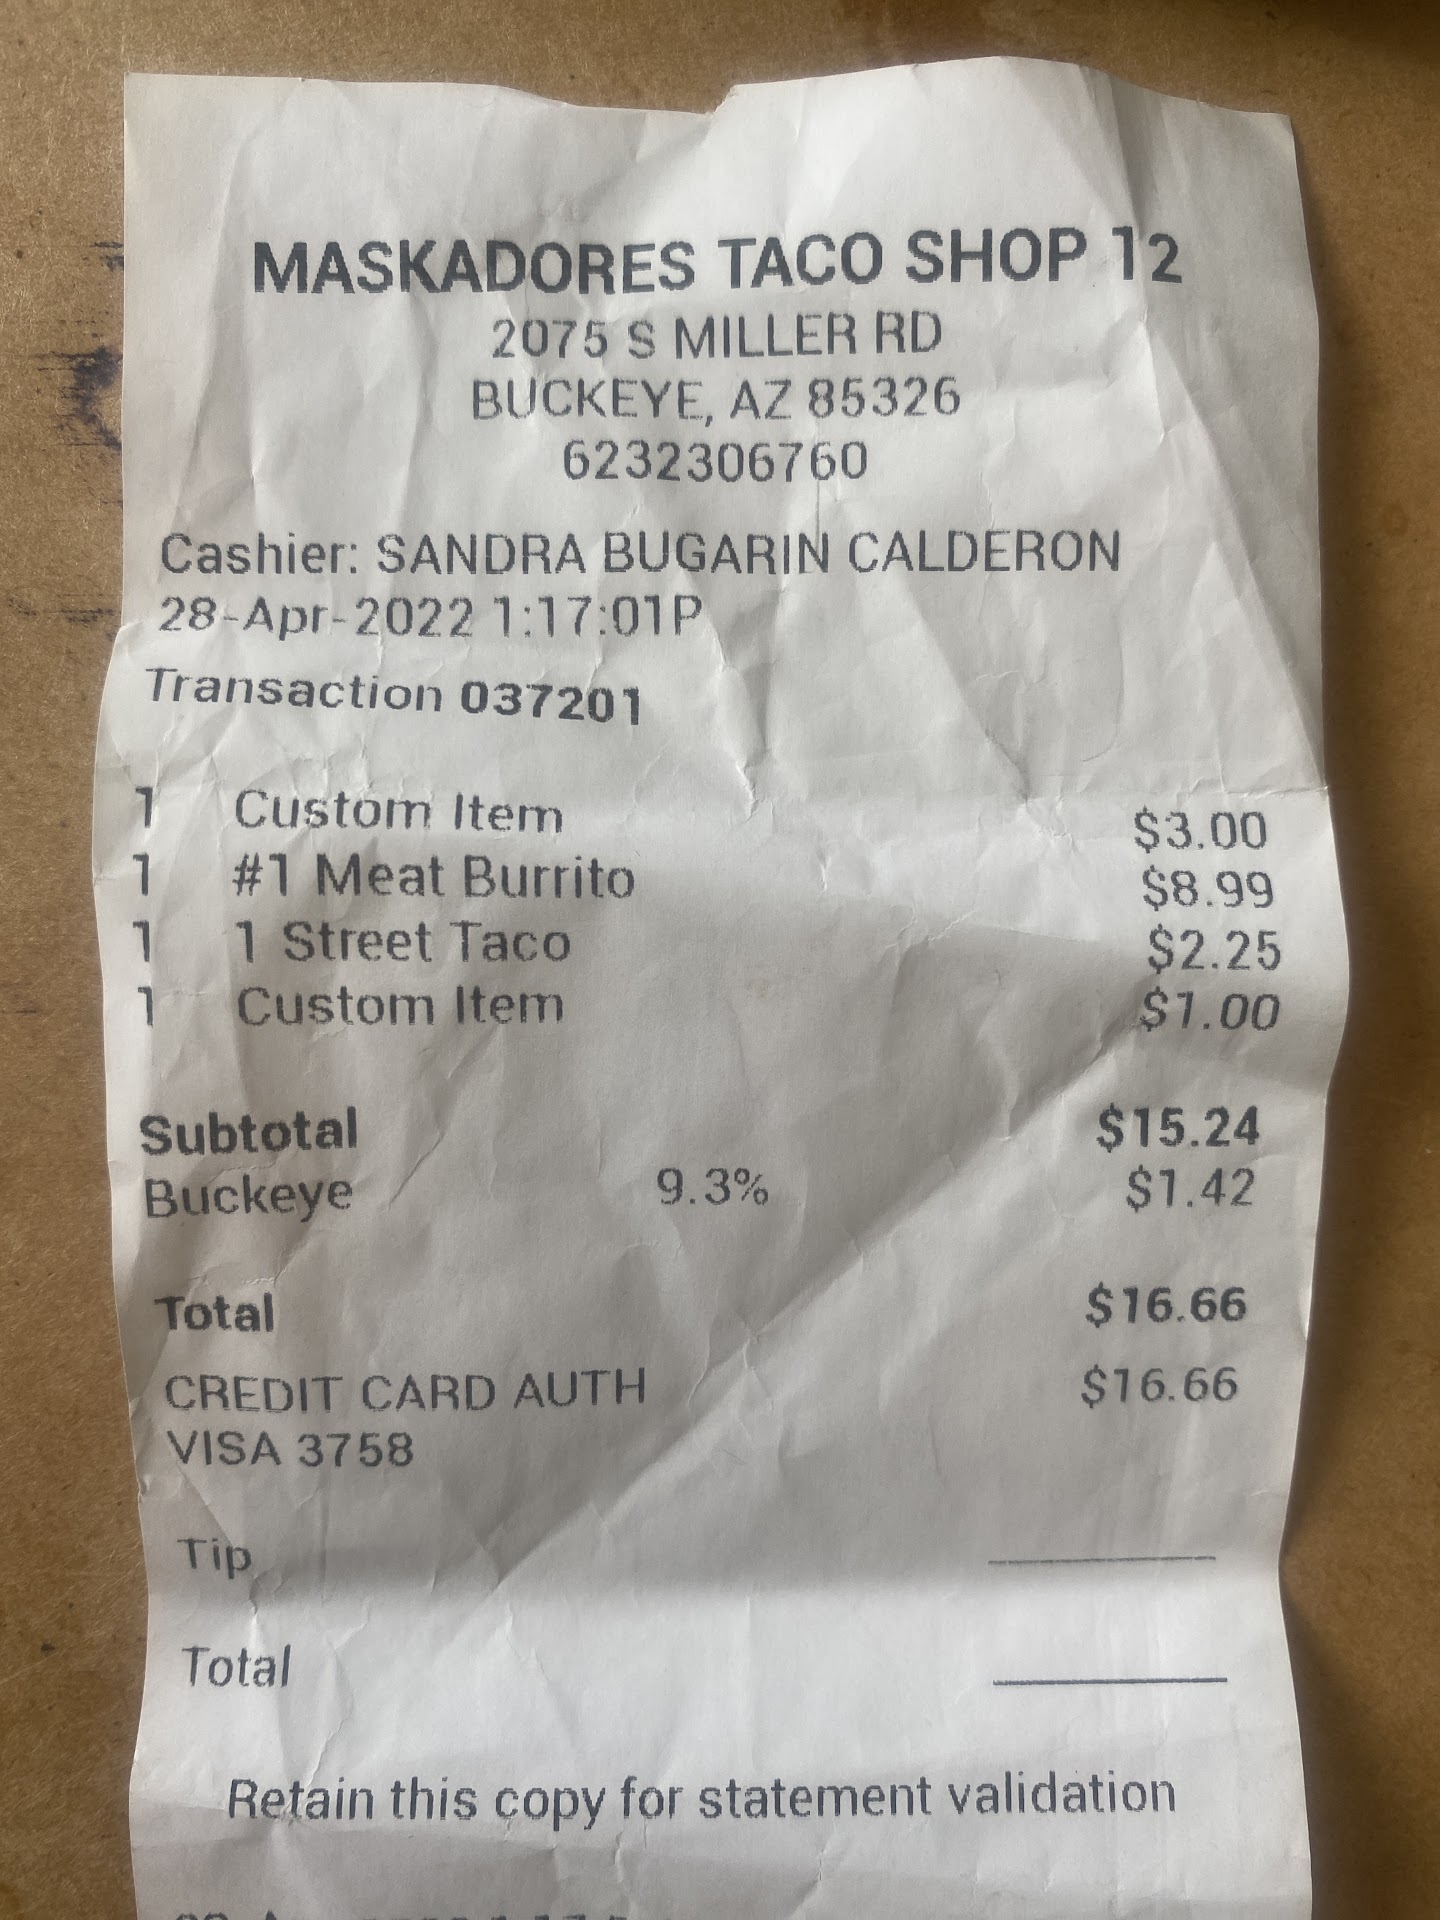 MASKADORES TACO SHOP 12
2075 S MILLER RD
BUCKEYE, AZ 85326
6232306760
Cashier: SANDRA BUGARIN CALDERON
28-Apr-2022 1:17:01P
Transaction 037201
1 Custom Item $3.00
1 #1 Meat Burrito $8.99
1 1 Street Taco $2.25
1 Custom Item $1.00
Subtotal $15.24
Buckeye 9.3% $1.42
Total $16.66
CREDIT CARD AUTH $16.66
VISA 3758
Tip
Total
Retain this copy for statement validation